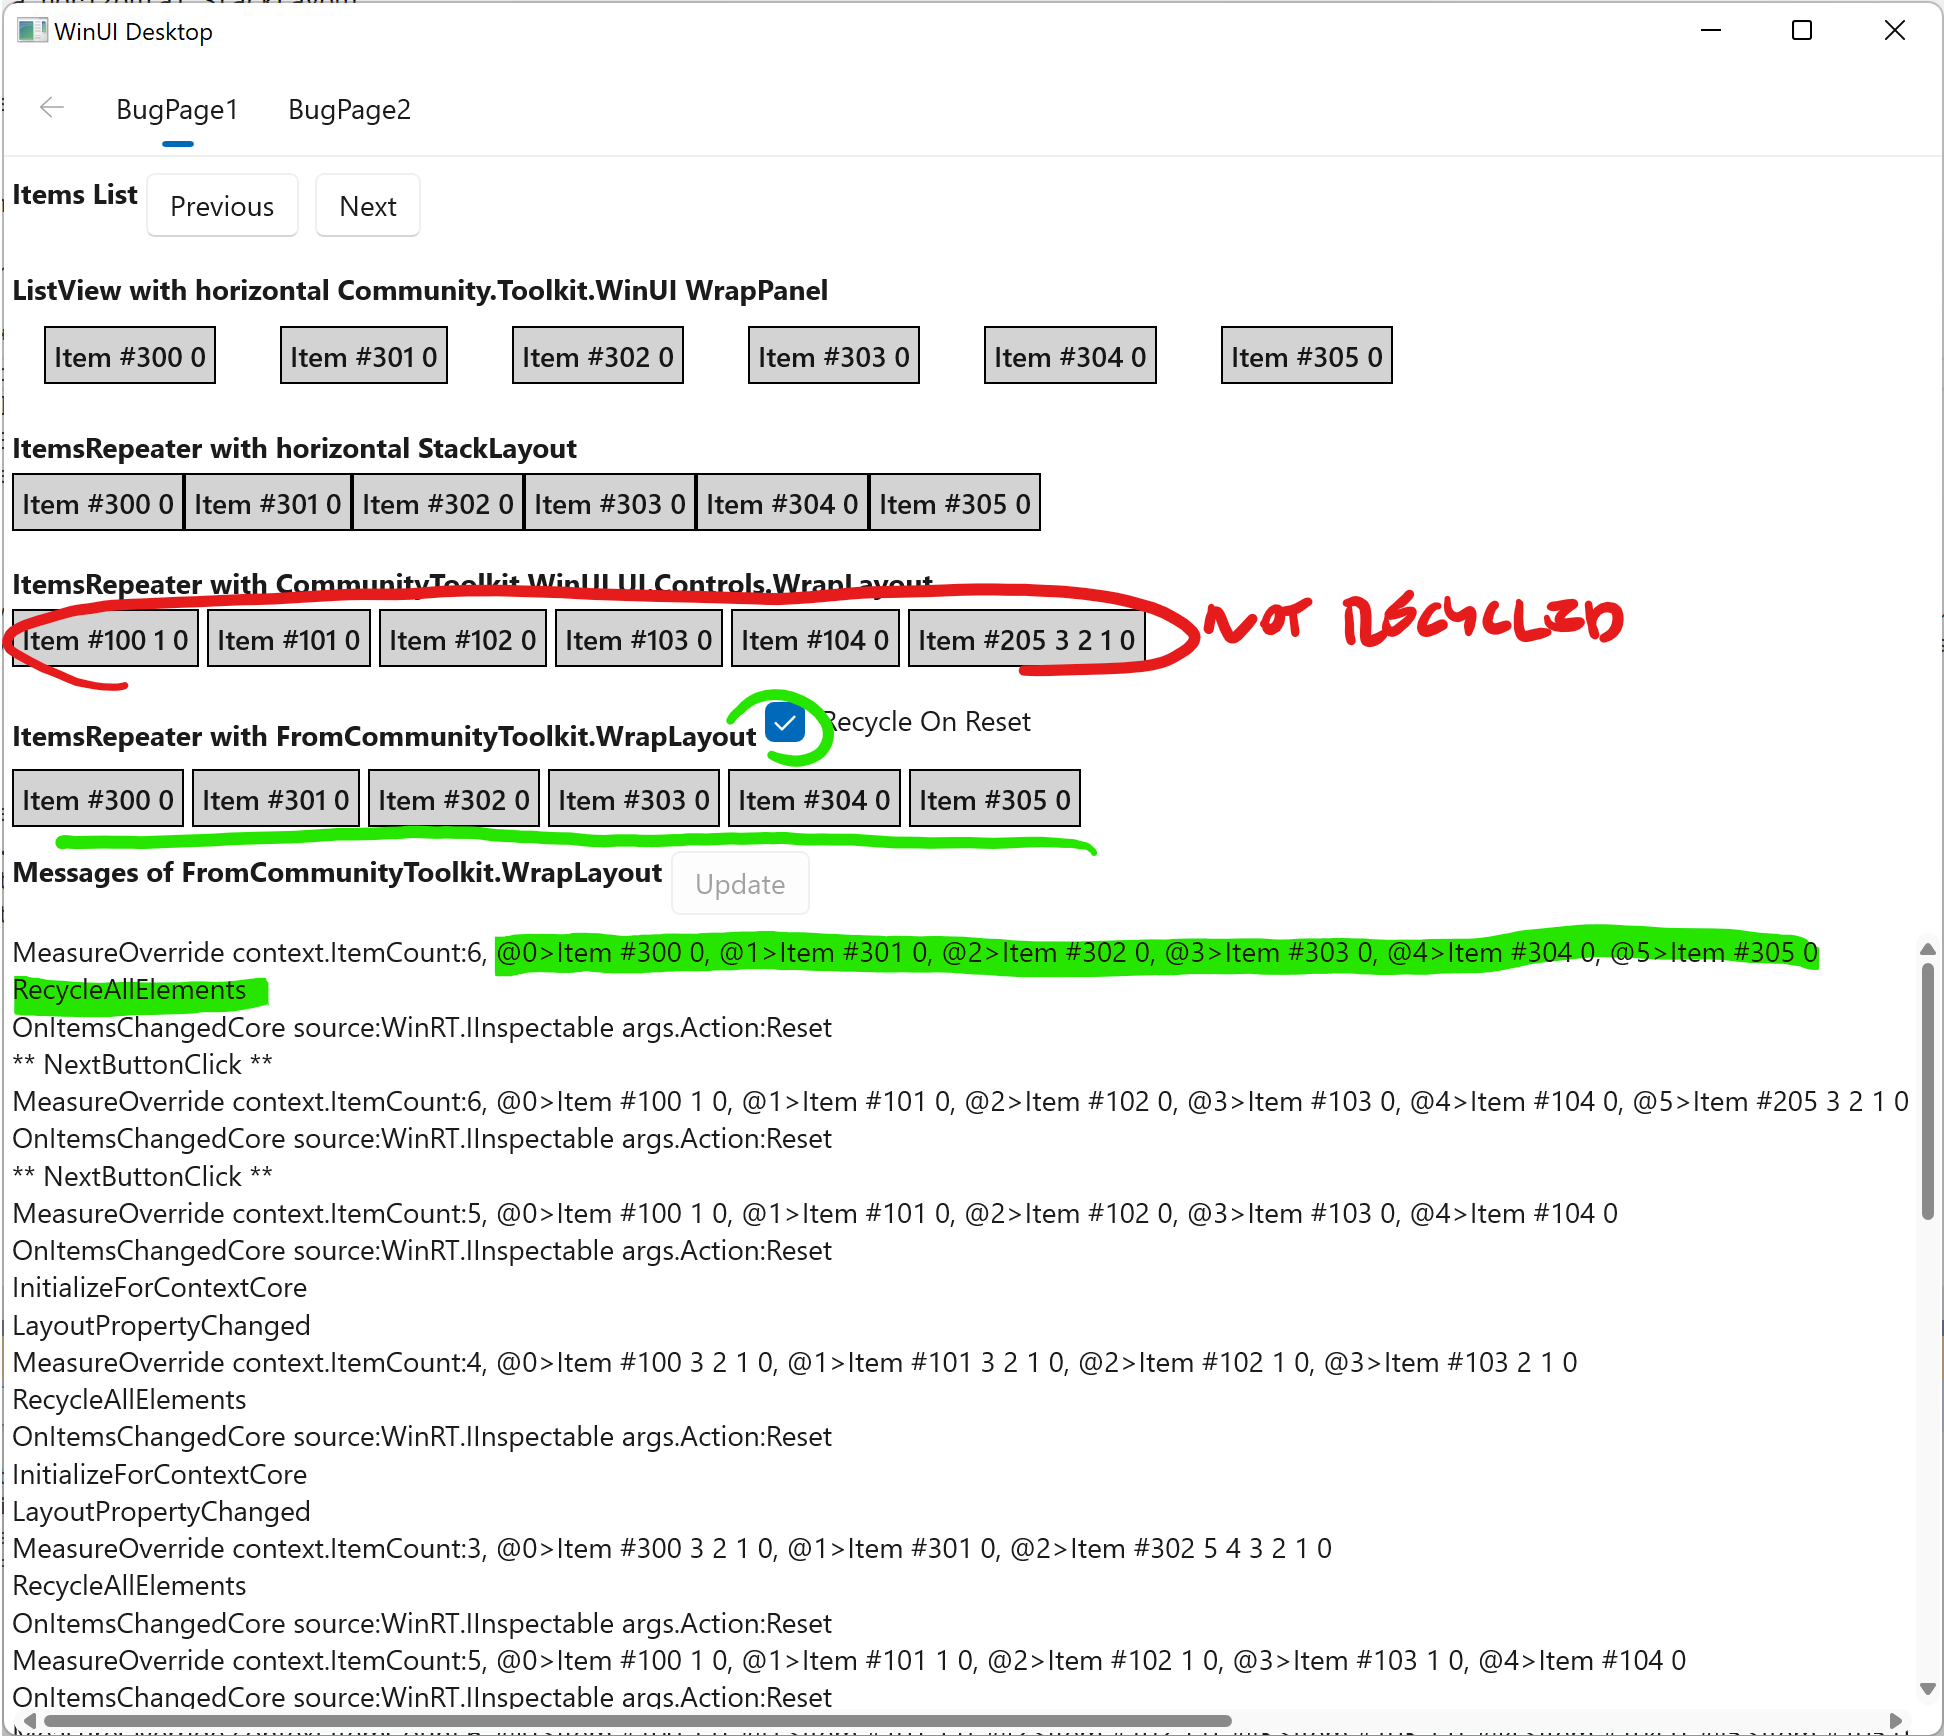 WinUI Desktop
BugPage1 BugPage2
Items List Previous Next
ListView with horizontal Community.Toolkit.WinUI WrapPanel
Item #300 0 Item #301 0 Item #302 0 Item #303 0 Item #304 0 Item #305 0
ItemsRepeater with horizontal StackLayout
Item #300 0 Item #301 0 Item #302 0 Item #303 0 Item #304 0 Item #305 0
ItemsRepeater with CommunityToolkit.WinUI.UI.Controls.WrapLayout
Item #100 1 0 Item #101 0 Item #102 0 Item #103 0 Item #104 0 Item #205 3 2 1 0 NOT RECYCLED
ItemsRepeater with FromCommunityToolkit.WrapLayout Recycle On Reset
Item #300 0 Item #301 0 Item #302 0 Item #303 0 Item #304 0 Item #305 0
Messages of FromCommunityToolkit.WrapLayout Update
MeasureOverride context.ItemCount:6, @0>Item #300 0, @1>Item #301 0, @2>Item #302 0, @3>Item #303 0, @4>Item #304 0, @5>Item #305 0
RecycleAllElements
OnItemsChangedCore source:WinRT.IInspectable args.Action:Reset
** NextButtonClick **
MeasureOverride context.ItemCount:6, @0>Item #100 1 0, @1>Item #101 0, @2>Item #102 0, @3>Item #103 0, @4>Item #104 0, @5>Item #205 3 2 1 0
OnItemsChangedCore source:WinRT.IInspectable args.Action:Reset
** NextButtonClick **
MeasureOverride context.ItemCount:5, @0>Item #100 1 0, @1>Item #101 0, @2>Item #102 0, @3>Item #103 0, @4>Item #104 0
OnItemsChangedCore source:WinRT.IInspectable args.Action:Reset
InitializeForContextCore
LayoutPropertyChanged
MeasureOverride context.ItemCount:4, @0>Item #100 3 2 1 0, @1>Item #101 3 2 1 0, @2>Item #102 1 0, @3>Item #103 2 1 0
RecycleAllElements
OnItemsChangedCore source:WinRT.IInspectable args.Action:Reset
InitializeForContextCore
LayoutPropertyChanged
MeasureOverride context.ItemCount:3, @0>Item #300 3 2 1 0, @1>Item #301 0, @2>Item #302 5 4 3 2 1 0
RecycleAllElements
OnItemsChangedCore source:WinRT.IInspectable args.Action:Reset
MeasureOverride context.ItemCount:5, @0>Item #100 1 0, @1>Item #101 1 0, @2>Item #102 1 0, @3>Item #103 1 0, @4>Item #104 0
OnItemsChangedCore source:WinRT.IInspectable args.Action:Reset